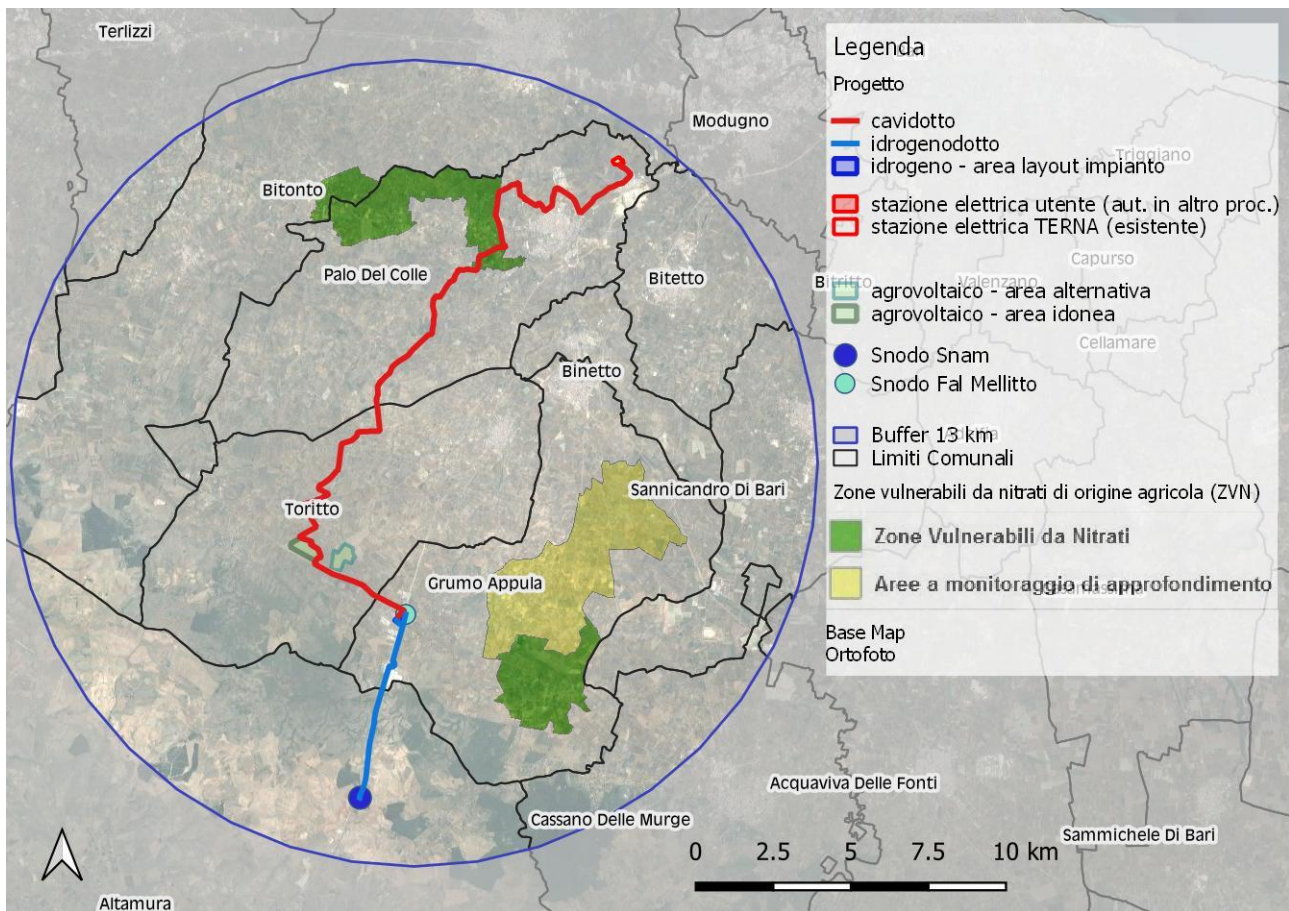 Terlizzi
Modugno
Bitonto
Palo Del Colle
Bitetto
Binetto
Sannicandro Di Bari
Toritto
Grumo Appula
Cassano Delle Murge
Acquaviva Delle Fonti
Sammichele Di Bari
Altamura
0 2.5 5 7.5 10 km
Legenda
Progetto
cavidotto
idrogenodotto
idrogeno - area layout impianto
Triggiano
stazione elettrica utente (aut. in altro proc.)
stazione elettrica TERNA (esistente)
Capurso
Bitritto
Valenzano
agrovoltaico - area alternativa
agrovoltaico - area idonea
Cellamare
Snodo Snam
Snodo Fal Mellitto
Buffer 13 km
Limiti Comunali
Zone vulnerabili da nitrati di origine agricola (ZVN)
Zone Vulnerabili da Nitrati
Aree a monitoraggio di approfondimento
Base Map
Ortofoto